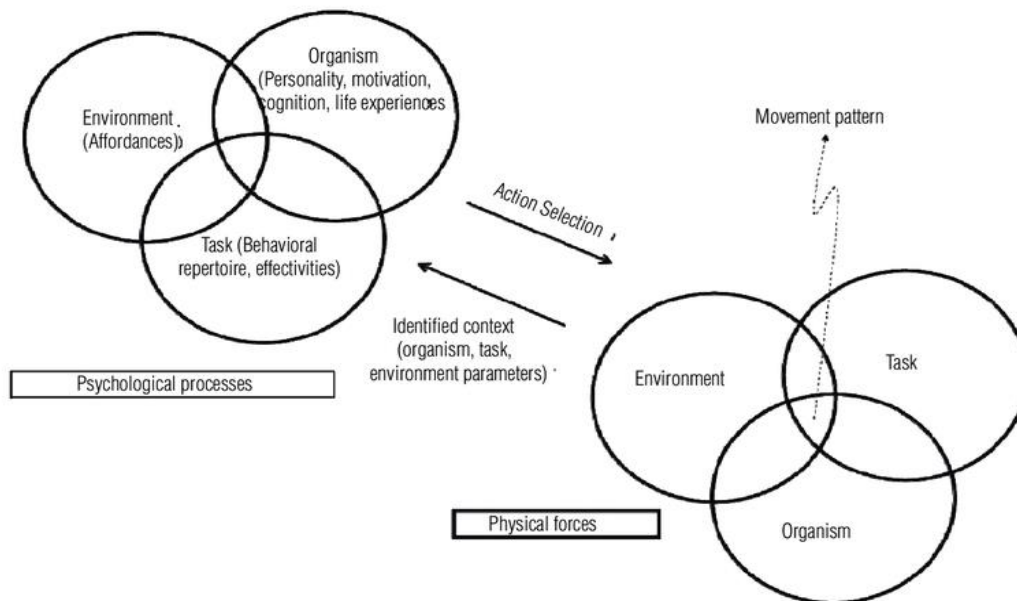 Organism
(Personality, motivation,
cognition, life experiences
Environment
(Affordances)
Task (Behavioral
repertoire, effectivities)
Psychological processes
Action Selection
Identified context
(organism, task,
environment parameters)
Movement pattern
Environment
Task
Organism
Physical forces